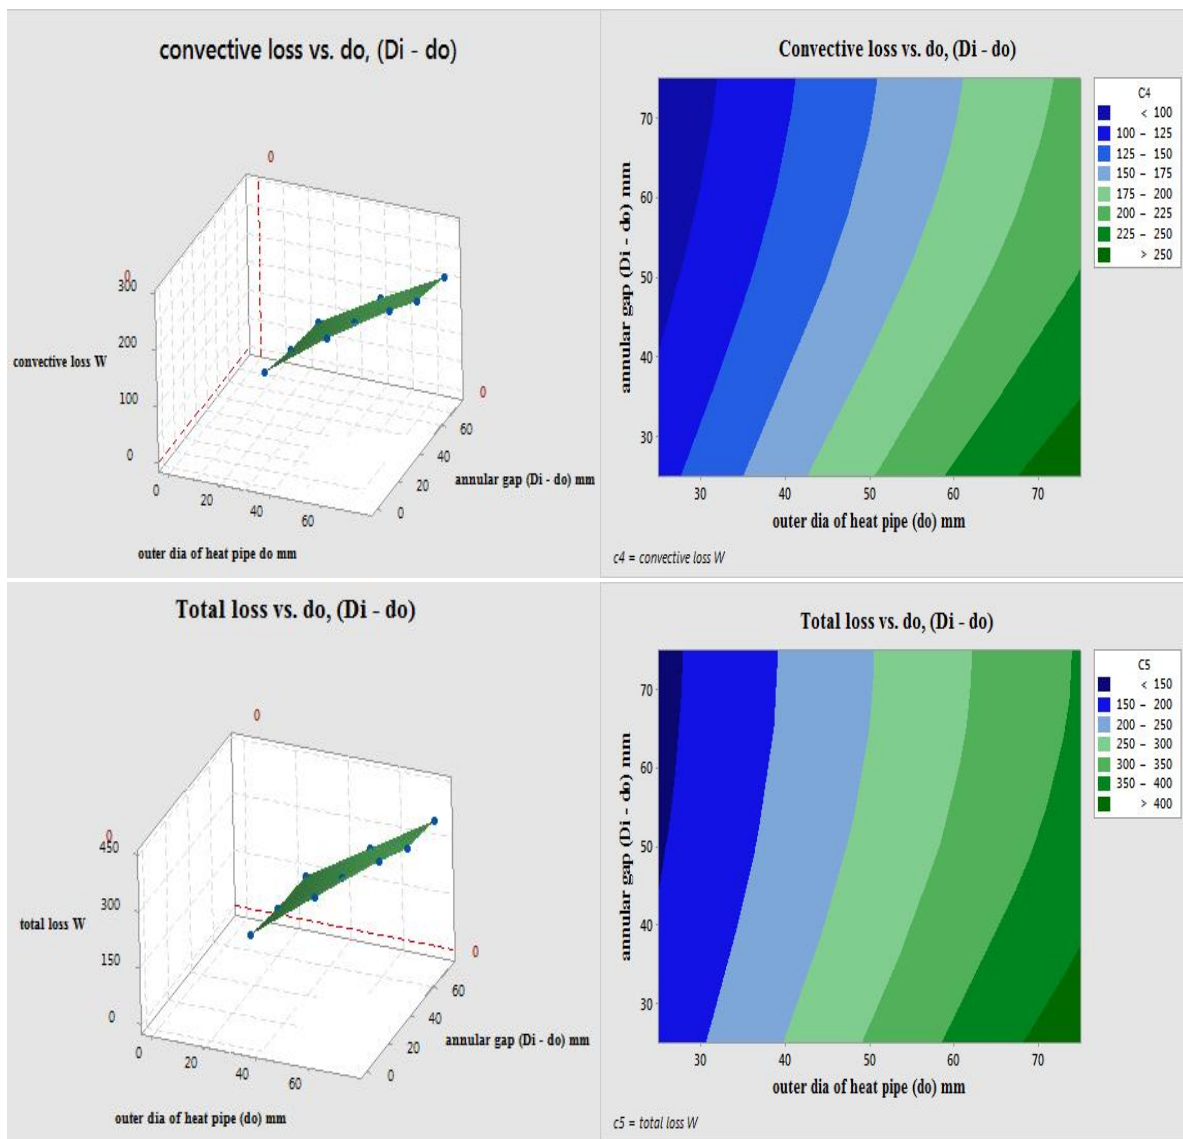 convective loss vs. do, (Di - do)
0
0
300
200
convective loss W
100
0
0
20
40
60
0
20
40
60
0
annular gap (Di - do) mm
outer dia of heat pipe do mm
Convective loss vs. do, (Di - do)
70
60
50
40
30
annular gap (Di - do) mm
30 40 50 60 70
outer dia of heat pipe (do) mm
C4
< 100
100 - 125
125 - 150
150 - 175
175 - 200
200 - 225
225 - 250
> 250
c4 = convective loss W
Total loss vs. do, (Di - do)
0
0
450
300
total loss W
150
0
0
20
40
60
0
20
40
60
0
annular gap (Di - do) mm
outer dia of heat pipe (do) mm
Total loss vs. do, (Di - do)
70
60
50
40
30
annular gap (Di - do) mm
30 40 50 60 70
outer dia of heat pipe (do) mm
C5
< 150
150 - 200
200 - 250
250 - 300
300 - 350
350 - 400
> 400
c5 = total loss W